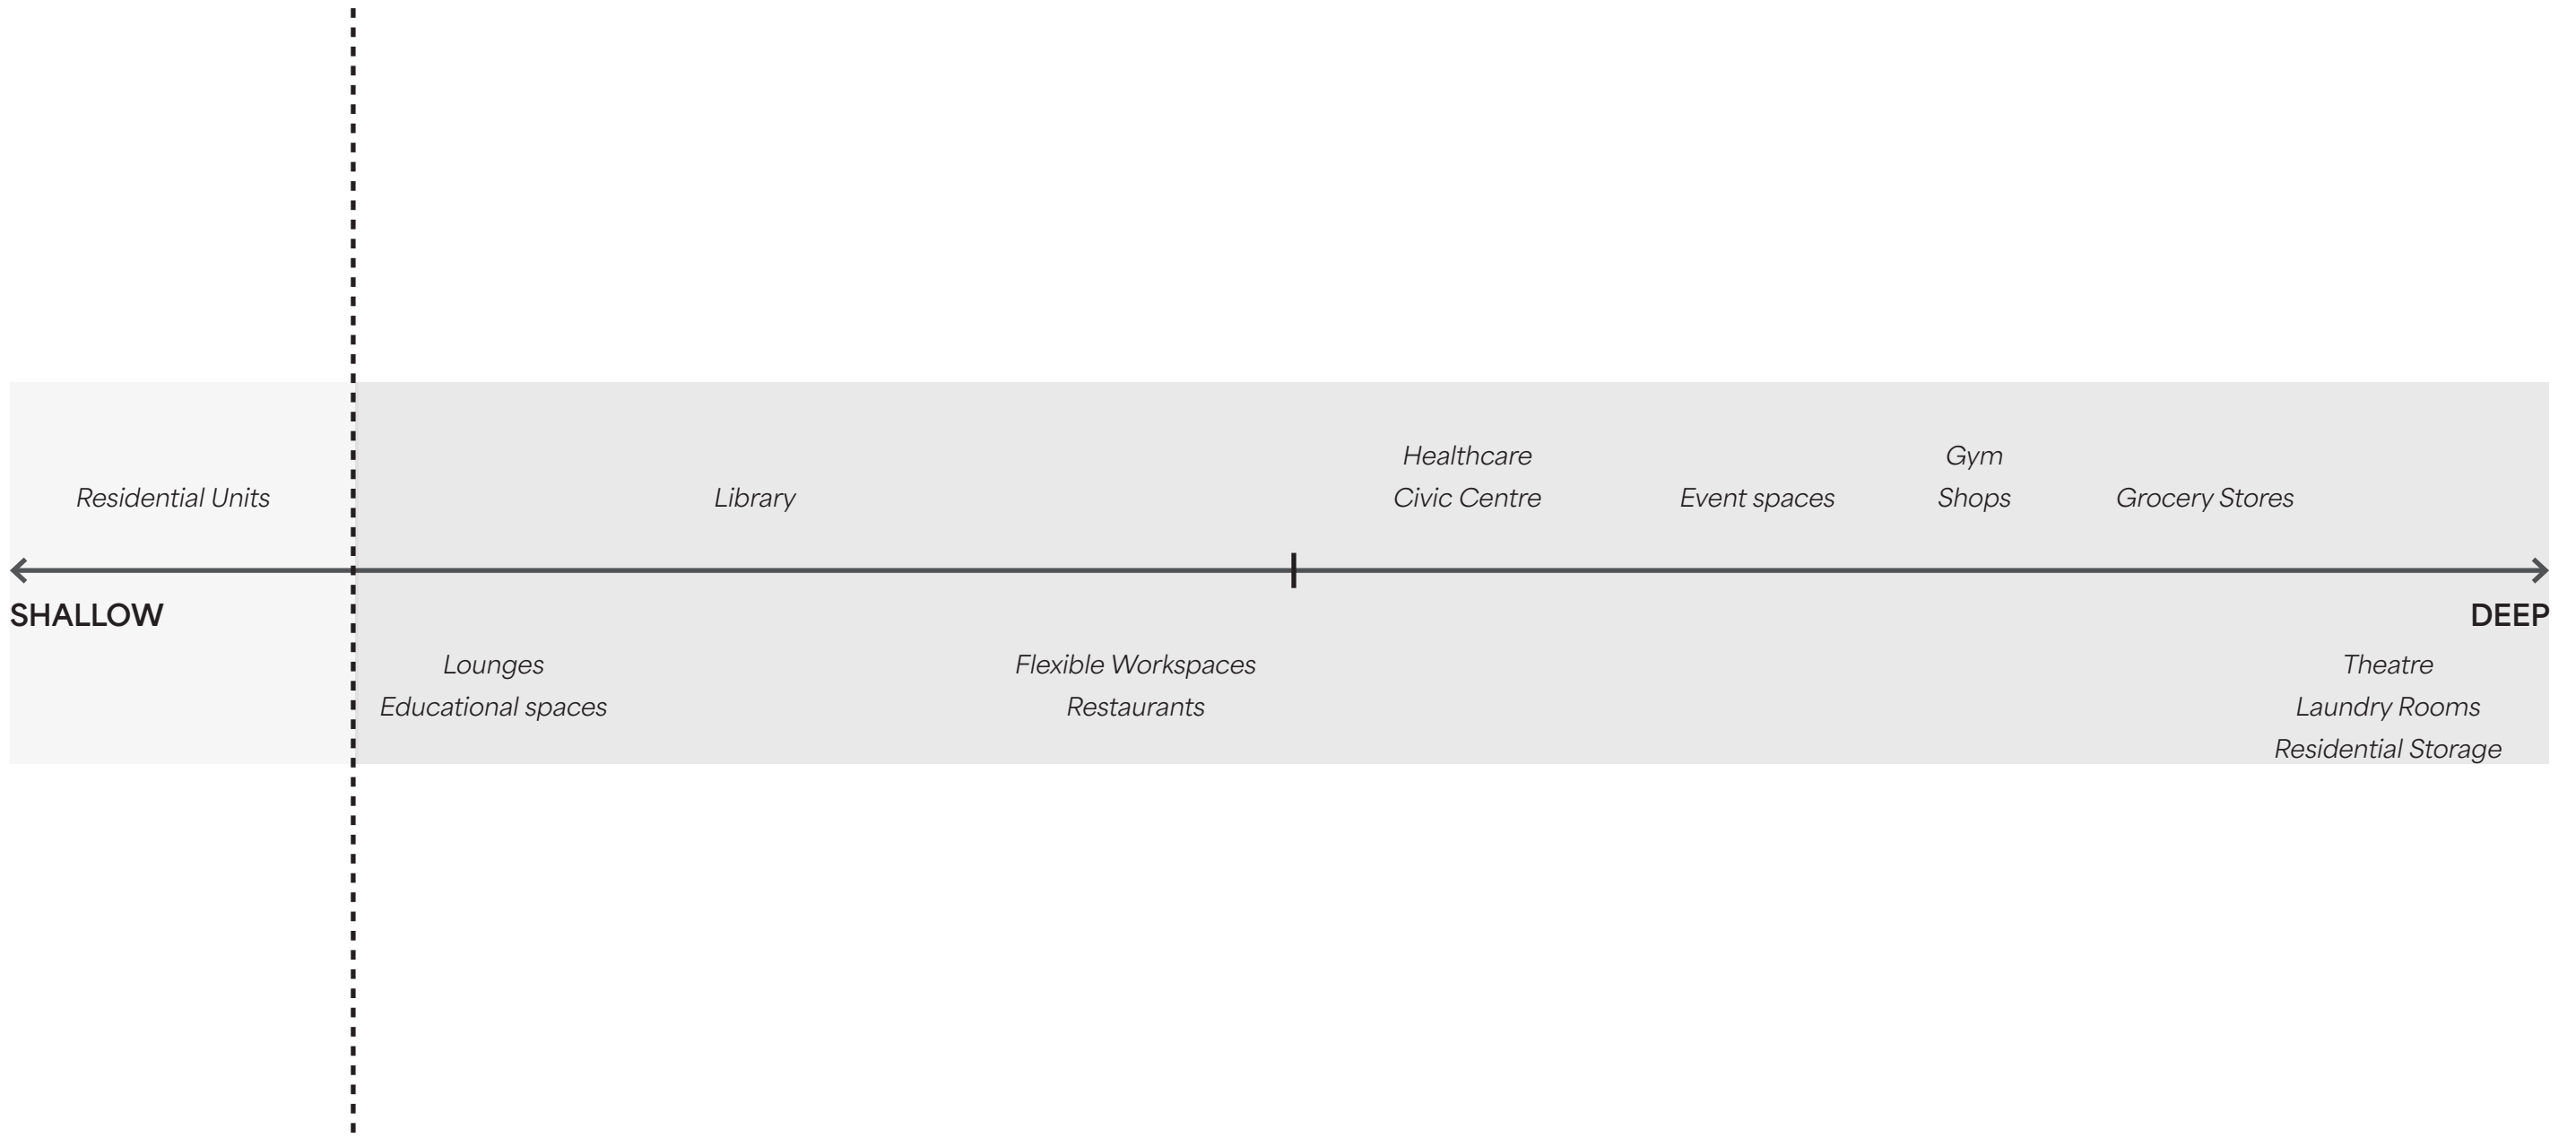 Healthcare
Gym
Residential Units
Library
Civic Centre
Event spaces
Shops
Grocery Stores
SHALLOW
DEEP
Lounges
Flexible Workspaces
Theatre
Educational spaces
Restaurants
Laundry Rooms
Residential Storage